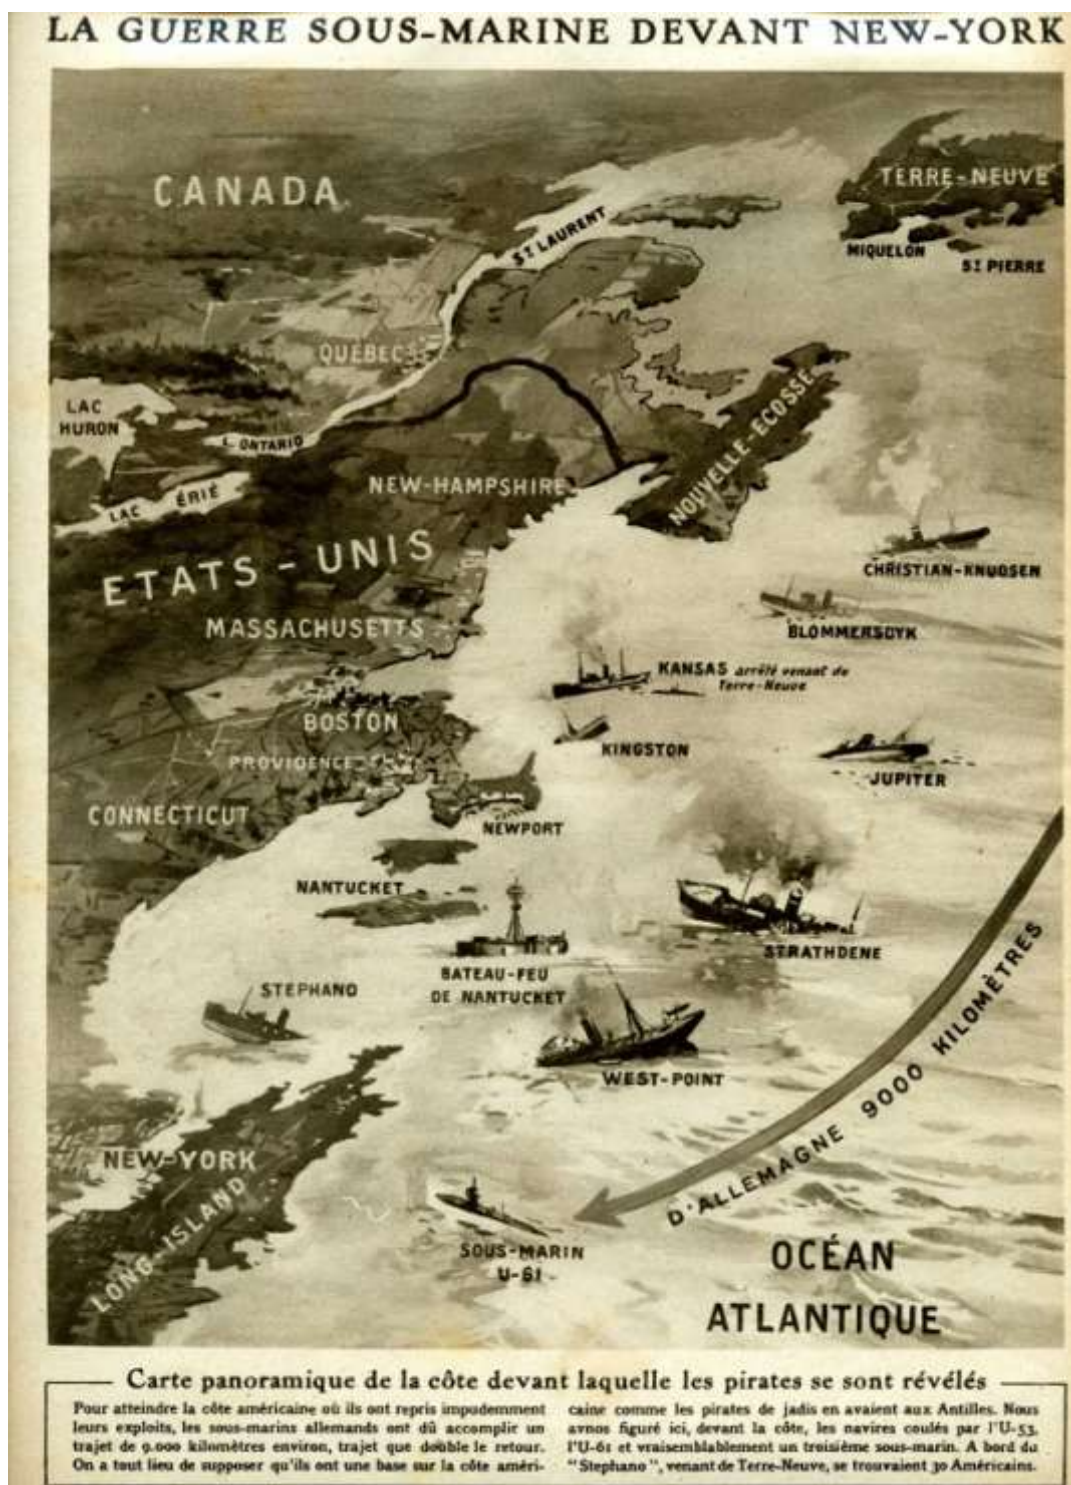 LA GUERRE SOUS-MARINE DEVANT NEW-YORK
CANADA
TERRE-NEUVE
ST LAURENT
MIQUELON
ST PIERRE
QUÉBEC
LAC
HURON
L. ONTARIO
NOUVELLE-ECOSSE
NEW-HAMPSHIRE
LAC ÉRIÉ
ETATS-UNIS
CHRISTIAN-KNUDSEN
MASSACHUSETTS
BLOMMERSDYK
KANSAS arrêté venant de
Terre-Neuve
BOSTON
KINGSTON
PROVIDENCE
JUPITER
CONNECTICUT
NEWPORT
NANTUCKET
STRATHDENE
BATEAU-FEU
DE NANTUCKET
STEPHANO
WEST-POINT
D'ALLEMAGNE 9000 KILOMÈTRES
NEW-YORK
LONG-ISLAND
SOUS-MARIN
U-61
OCÉAN
ATLANTIQUE
Carte panoramique de la côte devant laquelle les pirates se sont révélés
Pour atteindre la côte américaine où ils ont repris impudemment
leurs exploits, les sous-marins allemands ont dû accomplir un
trajet de 9.000 kilomètres environ, trajet que double le retour.
On a tout lieu de supposer qu'ils ont une base sur la côte améri-
caine comme les pirates de jadis en avaient aux Antilles. Nous
avnos figuré ici, devant la côte, les navires coulés par l'U-53,
l'U-61 et vraisemblablement un troisième sous-marin. A bord du
"Stephano", venant de Terre-Neuve, se trouvaient 30 Américains.